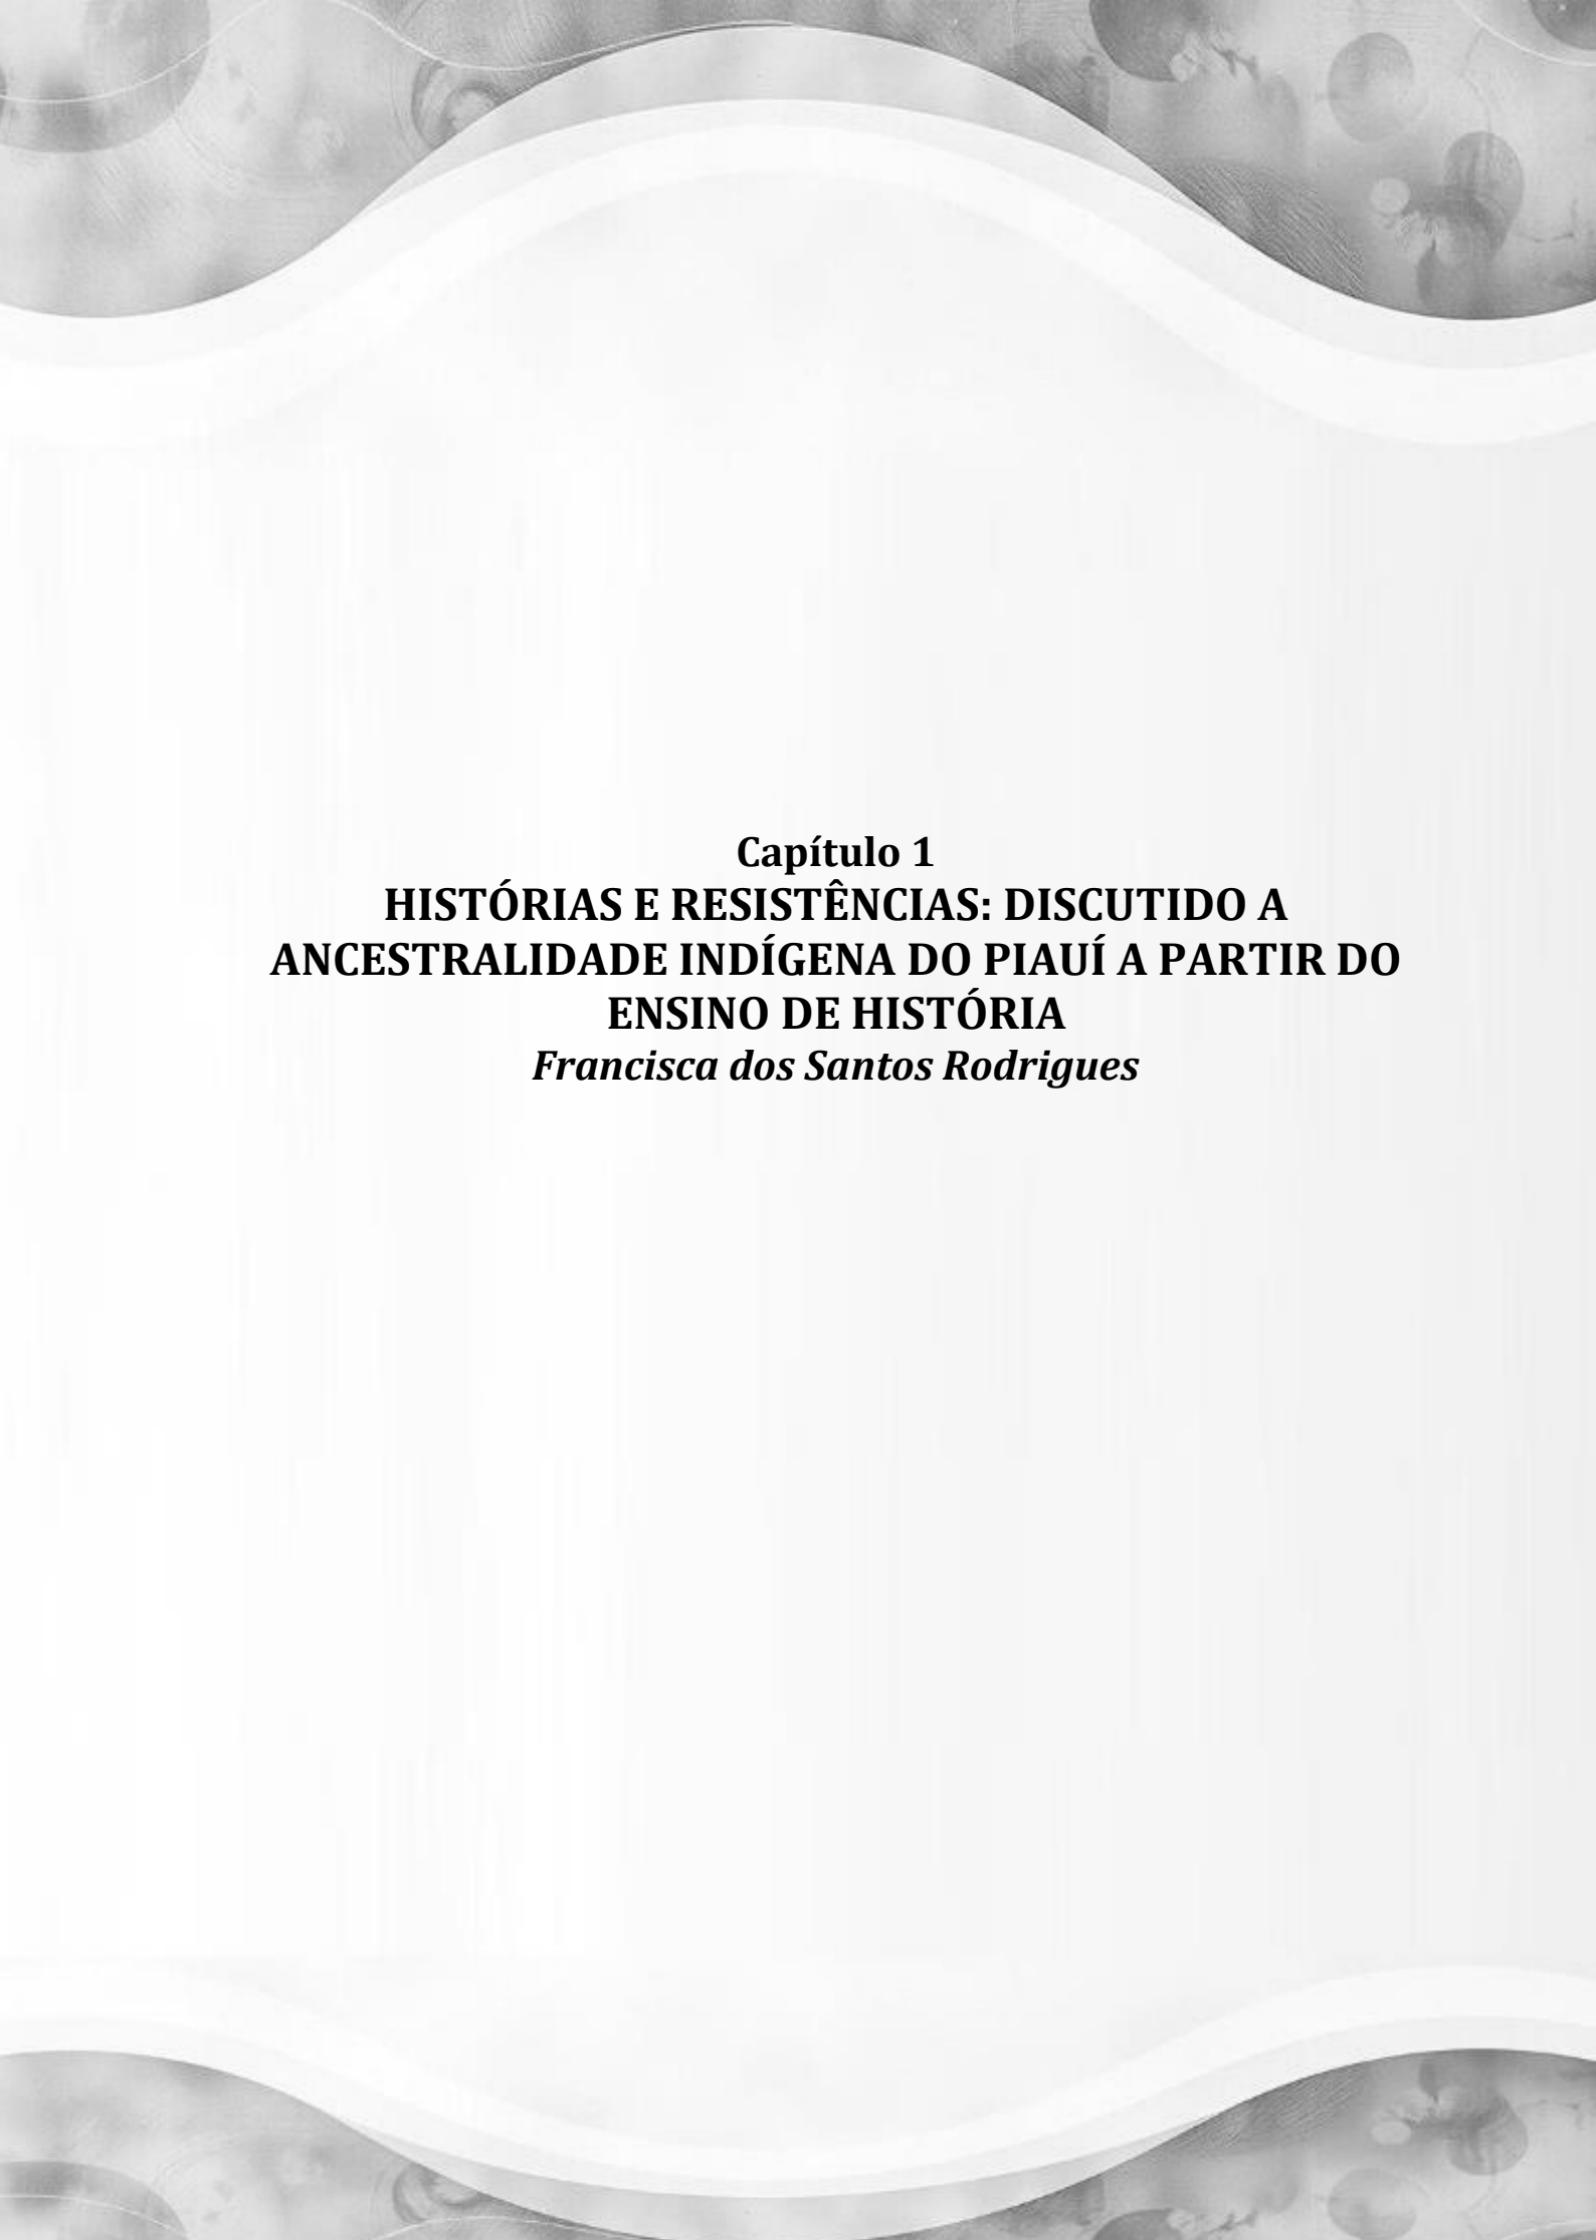 Capítulo 1
HISTÓRIAS E RESISTÊNCIAS: DISCUTIDO A
ANCESTRALIDADE INDÍGENA DO PIAUÍ A PARTIR DO
ENSINO DE HISTÓRIA
Francisca dos Santos Rodrigues